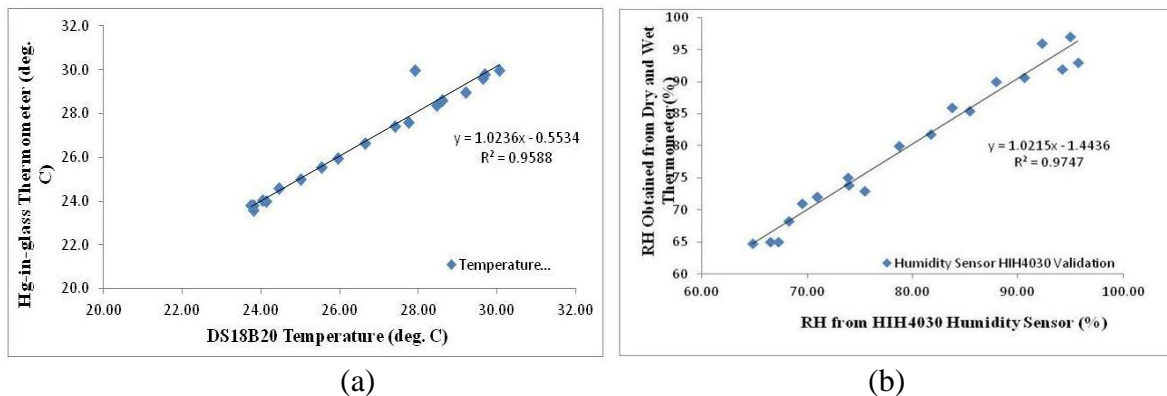 Hg-in-glass Thermometer (deg.
C)
32.0
30.0
28.0
26.0
24.0
22.0
20.0
y = 1.0236x - 0.5534
R² = 0.9588
Temperature...
20.00 22.00 24.00 26.00 28.00 30.00 32.00
DS18B20 Temperature (deg. C)
(a)
RH Obtained from Dry and Wet
Thermometer(%)
100
95
90
85
80
75
70
65
60
y = 1.0215x - 1.4436
R² = 0.9747
Humidity Sensor HIH4030 Validation
60.00 70.00 80.00 90.00 100.00
RH from HIH4030 Humidity Sensor (%)
(b)